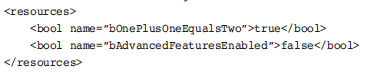 <resources>
<bool name=”bOnePlusOneEqualsTwo”>true</bool>
<bool name=”bAdvancedFeaturesEnabled”>false</bool>
</resources>